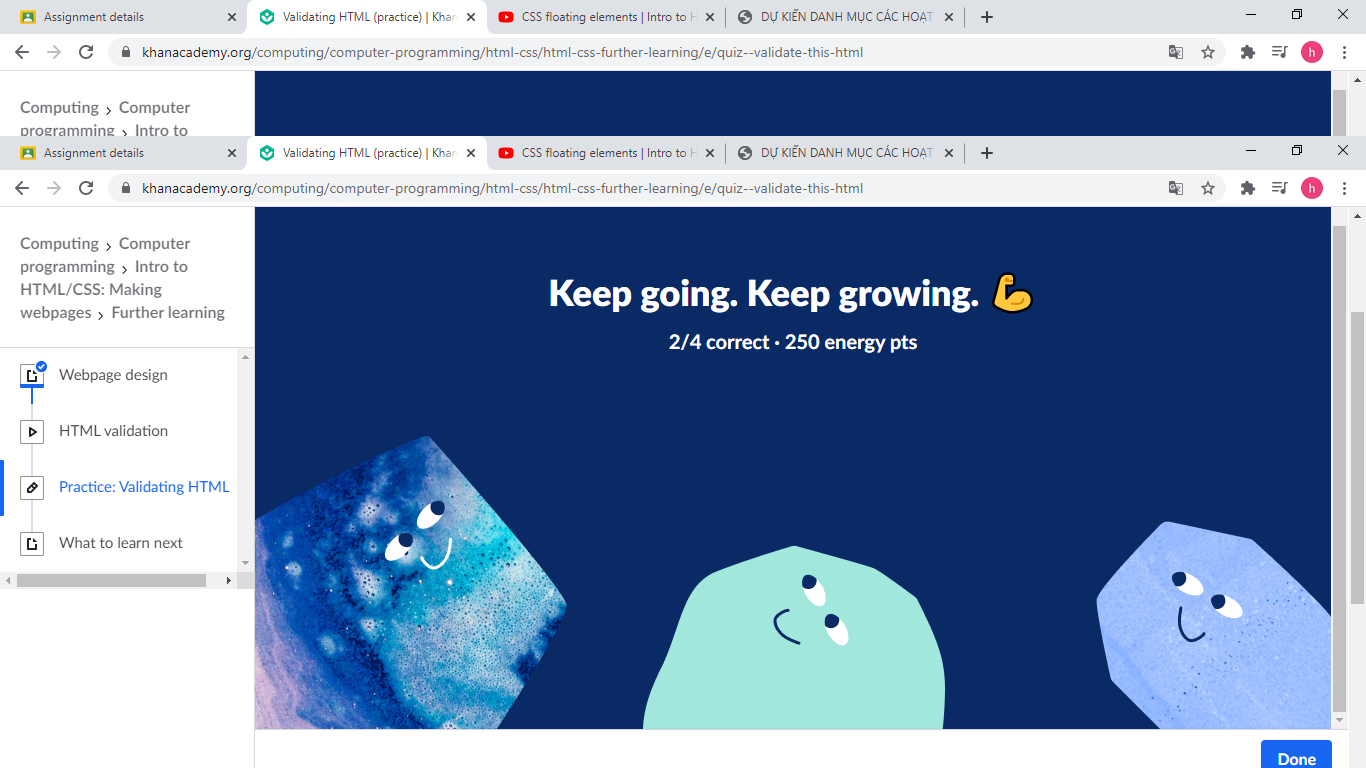 Assignment details
Validating HTML (practice) | Khan
CSS floating elements | Intro to H
DỰ KIẾN DANH MỤC CÁC HOẠT
khanacademy.org/computing/computer-programming/html-css/html-css-further-learning/e/quiz--validate-this-html
h
Computing > Computer
programming > Intro to
Assignment details
Validating HTML (practice) | Khan
CSS floating elements | Intro to H
DỰ KIẾN DANH MỤC CÁC HOẠT
khanacademy.org/computing/computer-programming/html-css/html-css-further-learning/e/quiz--validate-this-html
h
Computing > Computer
programming > Intro to
HTML/CSS: Making
webpages > Further learning
Webpage design
HTML validation
Practice: Validating HTML
What to learn next
Keep going. Keep growing. 💪
2/4 correct · 250 energy pts
Done